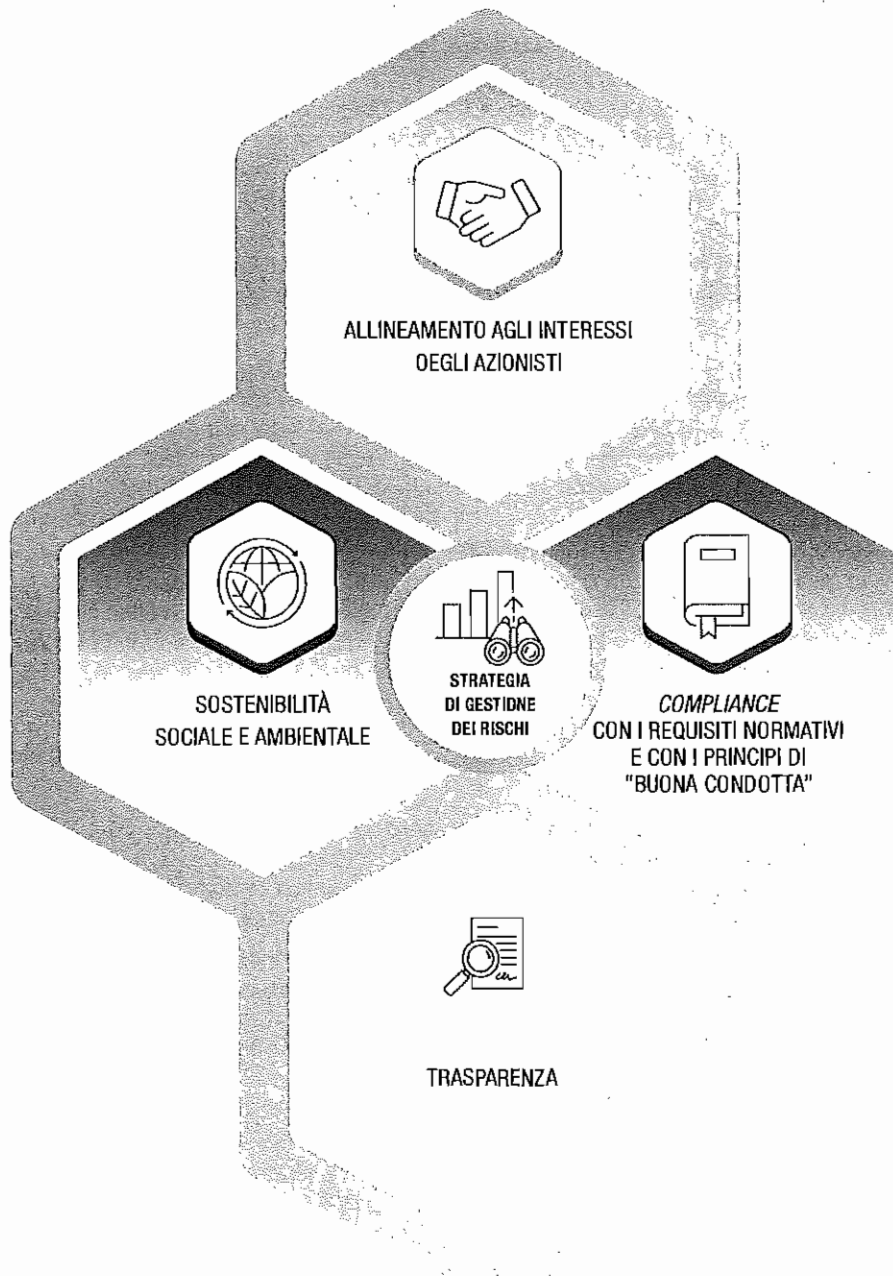 ALLINEAMENTO AGLI INTERESSI
OEGLI AZIONISTI
STRATEGIA
DI GESTIDNE
DEI RISCHI
SOSTENIBILITÀ
SOCIALE E AMBIENTALE
COMPLIANCE
CON I REQUISITI NORMATIVI
E CON I PRINCIPI DI
"BUONA CONDOTTA"
TRASPARENZA